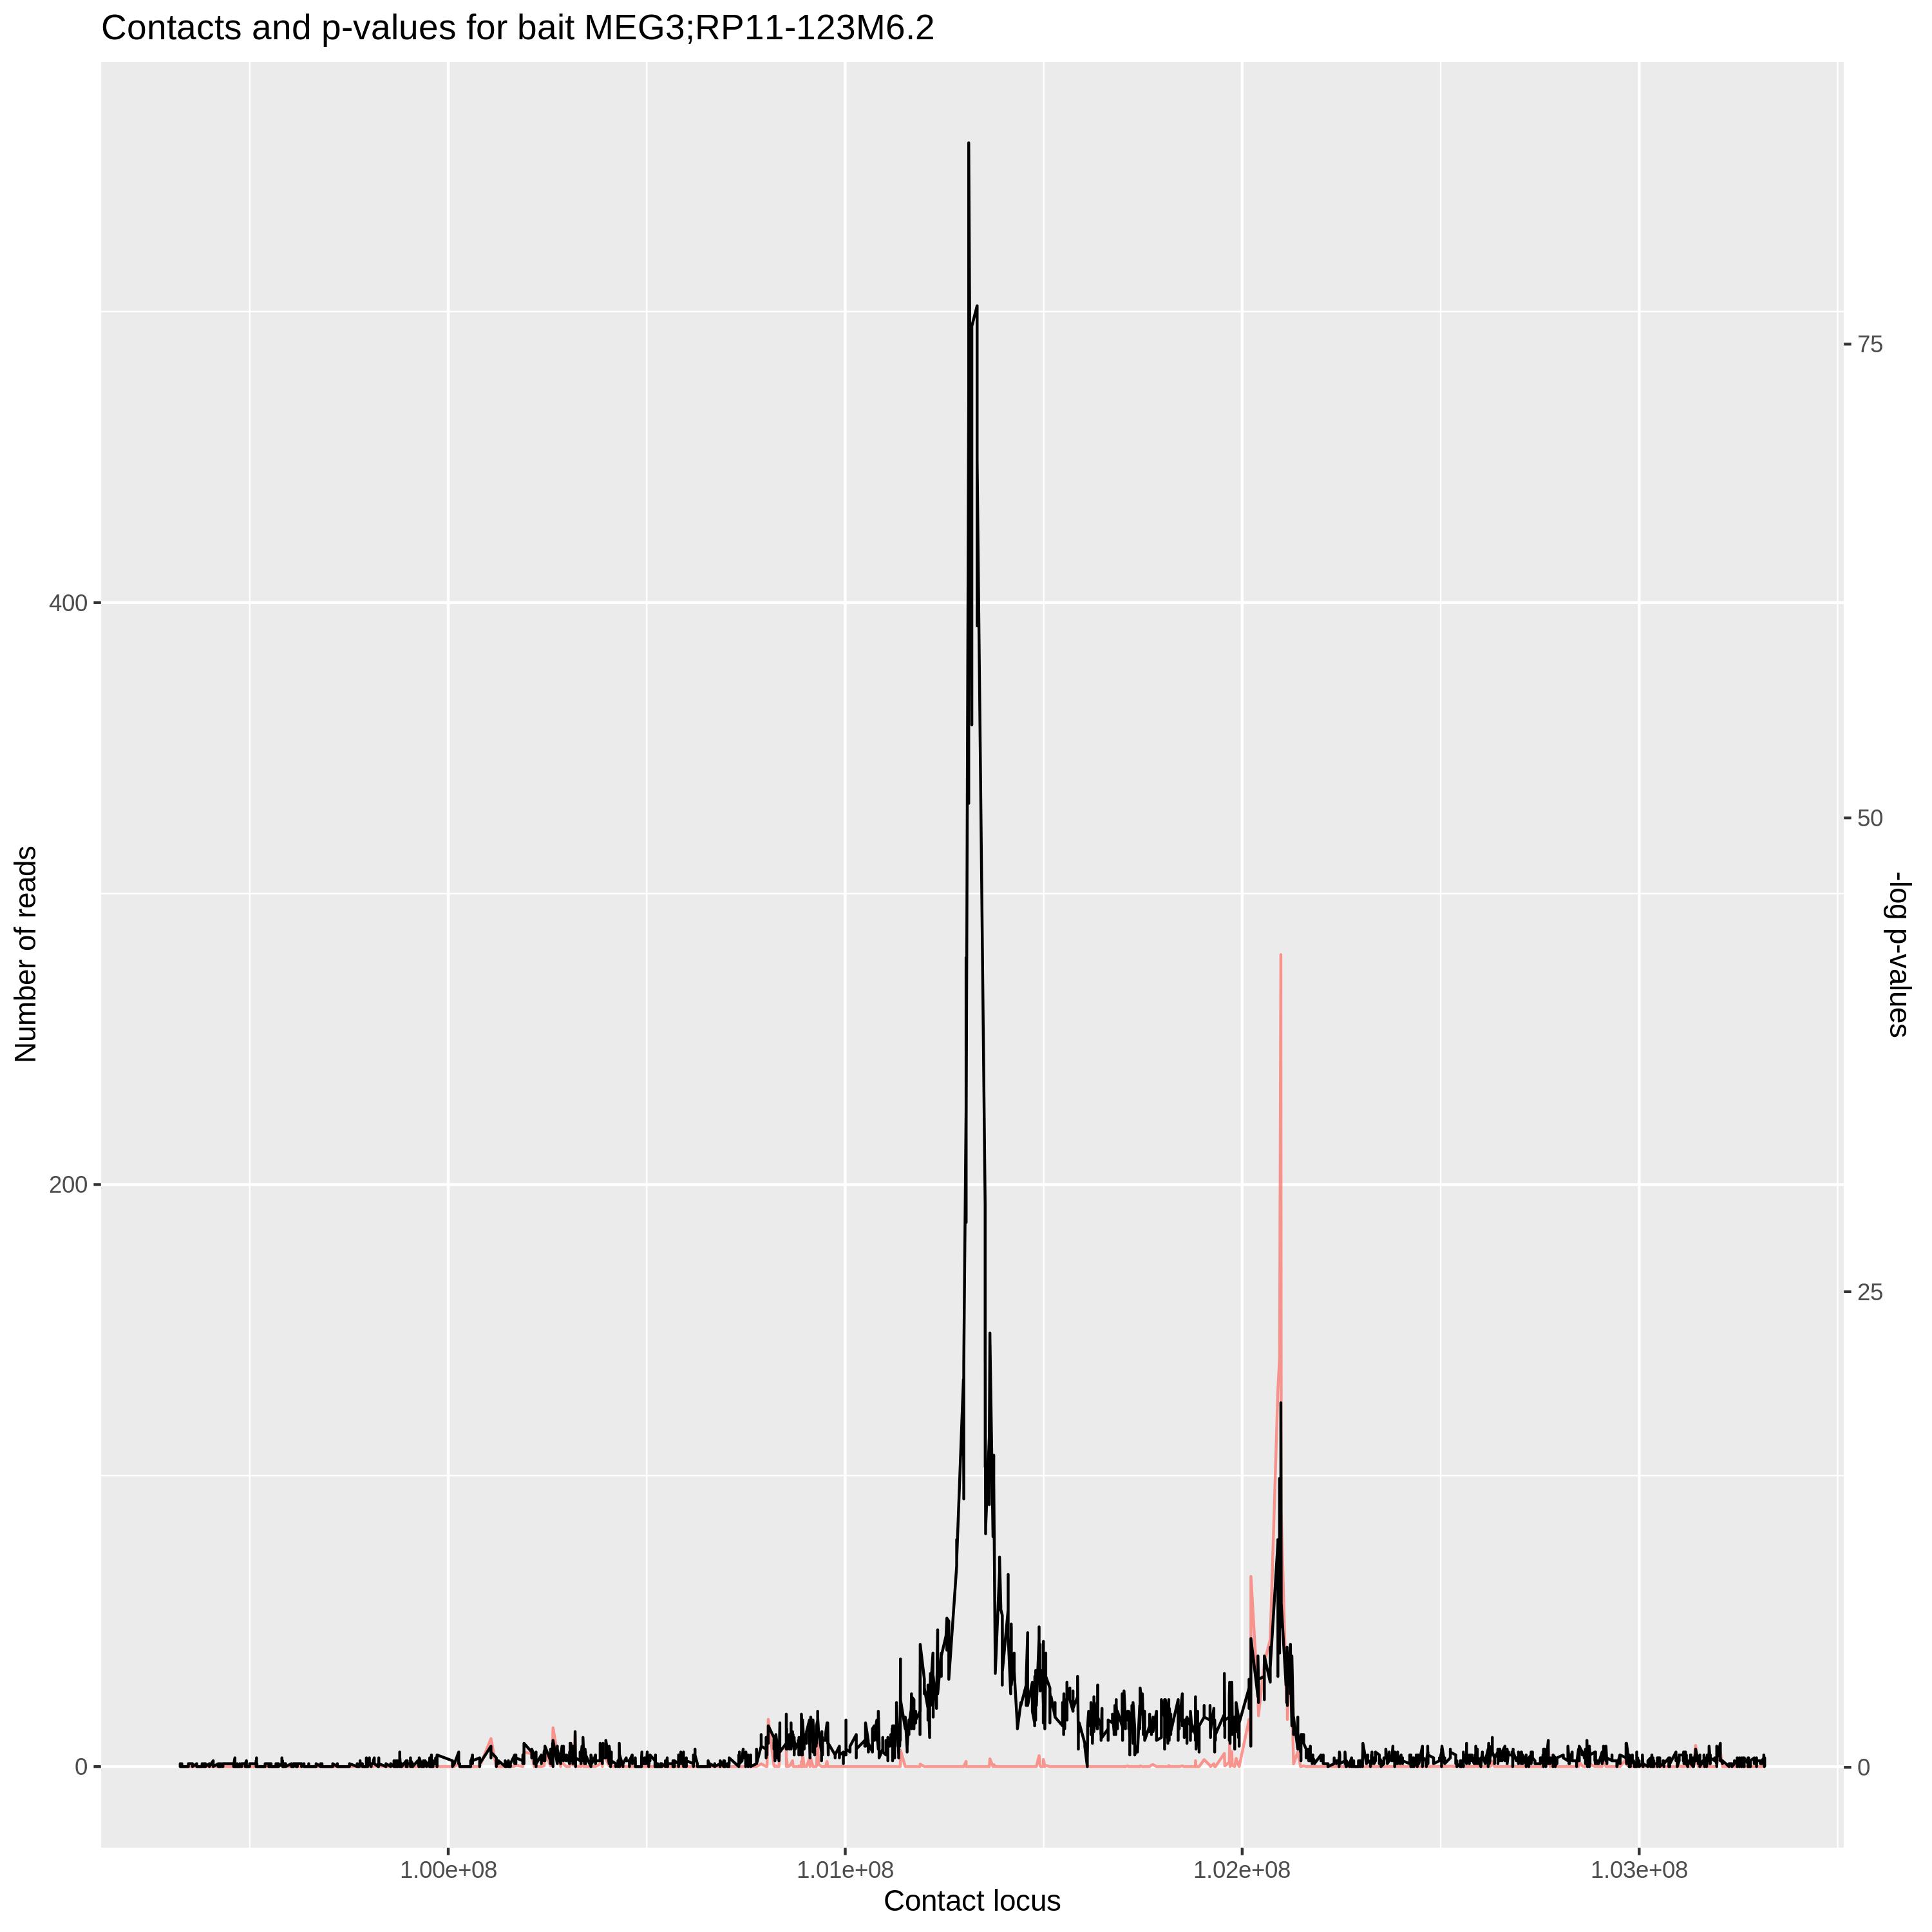 Contacts and p-values for bait MEG3;RP11-123M6.2
Number of reads
400
200
0
75
50
25
0
-log p-values
1.00e+08
1.01e+08
1.02e+08
1.03e+08
Contact locus